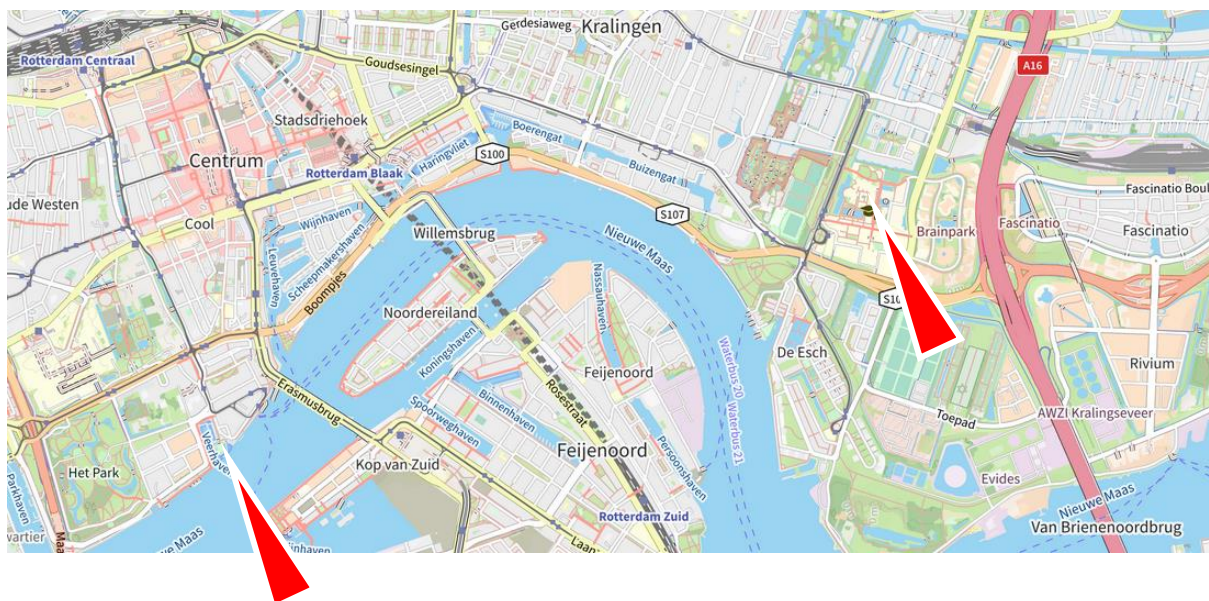 Gerdesiaweg
Kralingen
Rotterdam Centraal
Goudsesingel
A16
Stadsdriehoek
Boerengat
Haringvliet
S100
Centrum
Rotterdam Blaak
Buizengat
Fascinatio Boul
ude Westen
Wijnhaven
S107
Cool
Willemsbrug
Nieuwe Maas
Brainpark
Fascinatio
Fascinatio
Leuvehaven
Scheepmakershaven
Boompjes
Nassauhaven
S10
Noordereiland
Koningshaven
De Esch
Waterbus 20 Waterbus 21
Feijenoord
Rivium
Erasmusbrug
Binnenhaven
Rosestraat
Spoorweghaven
Toepad
AWZI Kralingseveer
Veerhaven
Het Park
Kop van Zuid
Feijenoord
Persoonshaven
Evides
Parkhaven
Nieuwe Maas
Rotterdam Zuid
Van Brienenoordbrug
wartier
Maa
e Maas
ijnhaven
Laan